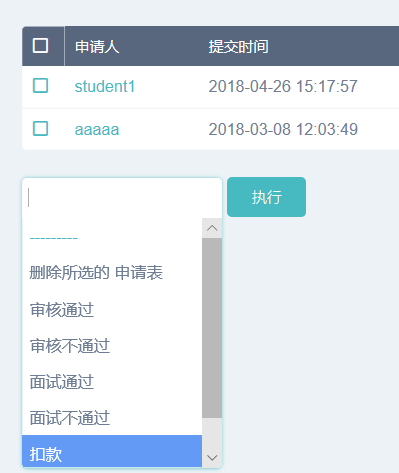 申请人 提交时间
student1 2018-04-26 15:17:57
aaaaa 2018-03-08 12:03:49
执行
---------
删除所选的 申请表
审核通过
审核不通过
面试通过
面试不通过
扣款